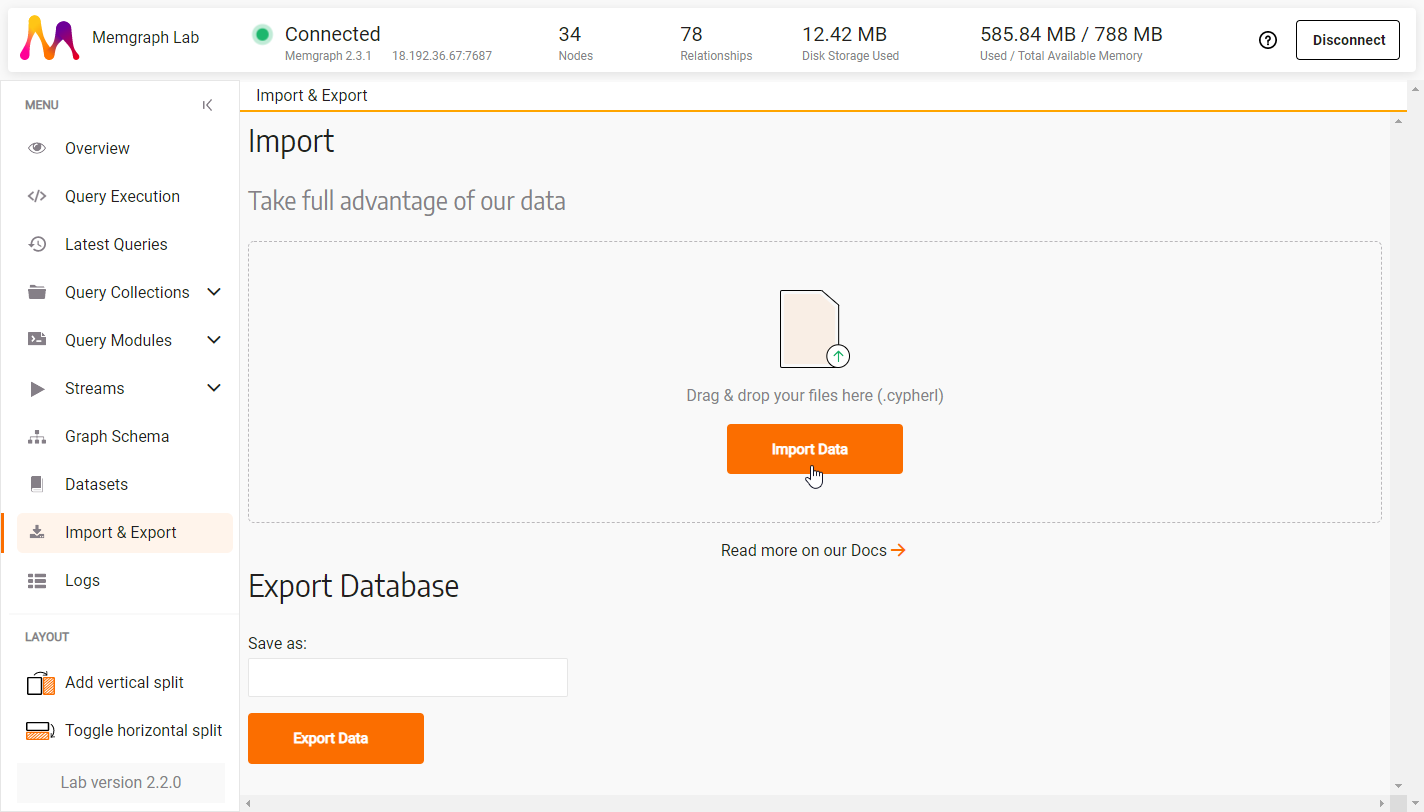 Memgraph Lab
Connected
Memgraph 2.3.1 18.192.36.67:7687
34
Nodes
78
Relationships
12.42 MB
Disk Storage Used
585.84 MB / 788 MB
Used / Total Available Memory
?
Disconnect
MENU
Overview
</> Query Execution
Latest Queries
Query Collections
Query Modules
Streams
Graph Schema
Datasets
Import & Export
Logs
LAYOUT
Add vertical split
Toggle horizontal split
Lab version 2.2.0
Import & Export
Import
Take full advantage of our data
Drag & drop your files here (.cypherl)
Import Data
Read more on our Docs
Export Database
Save as:
Export Data